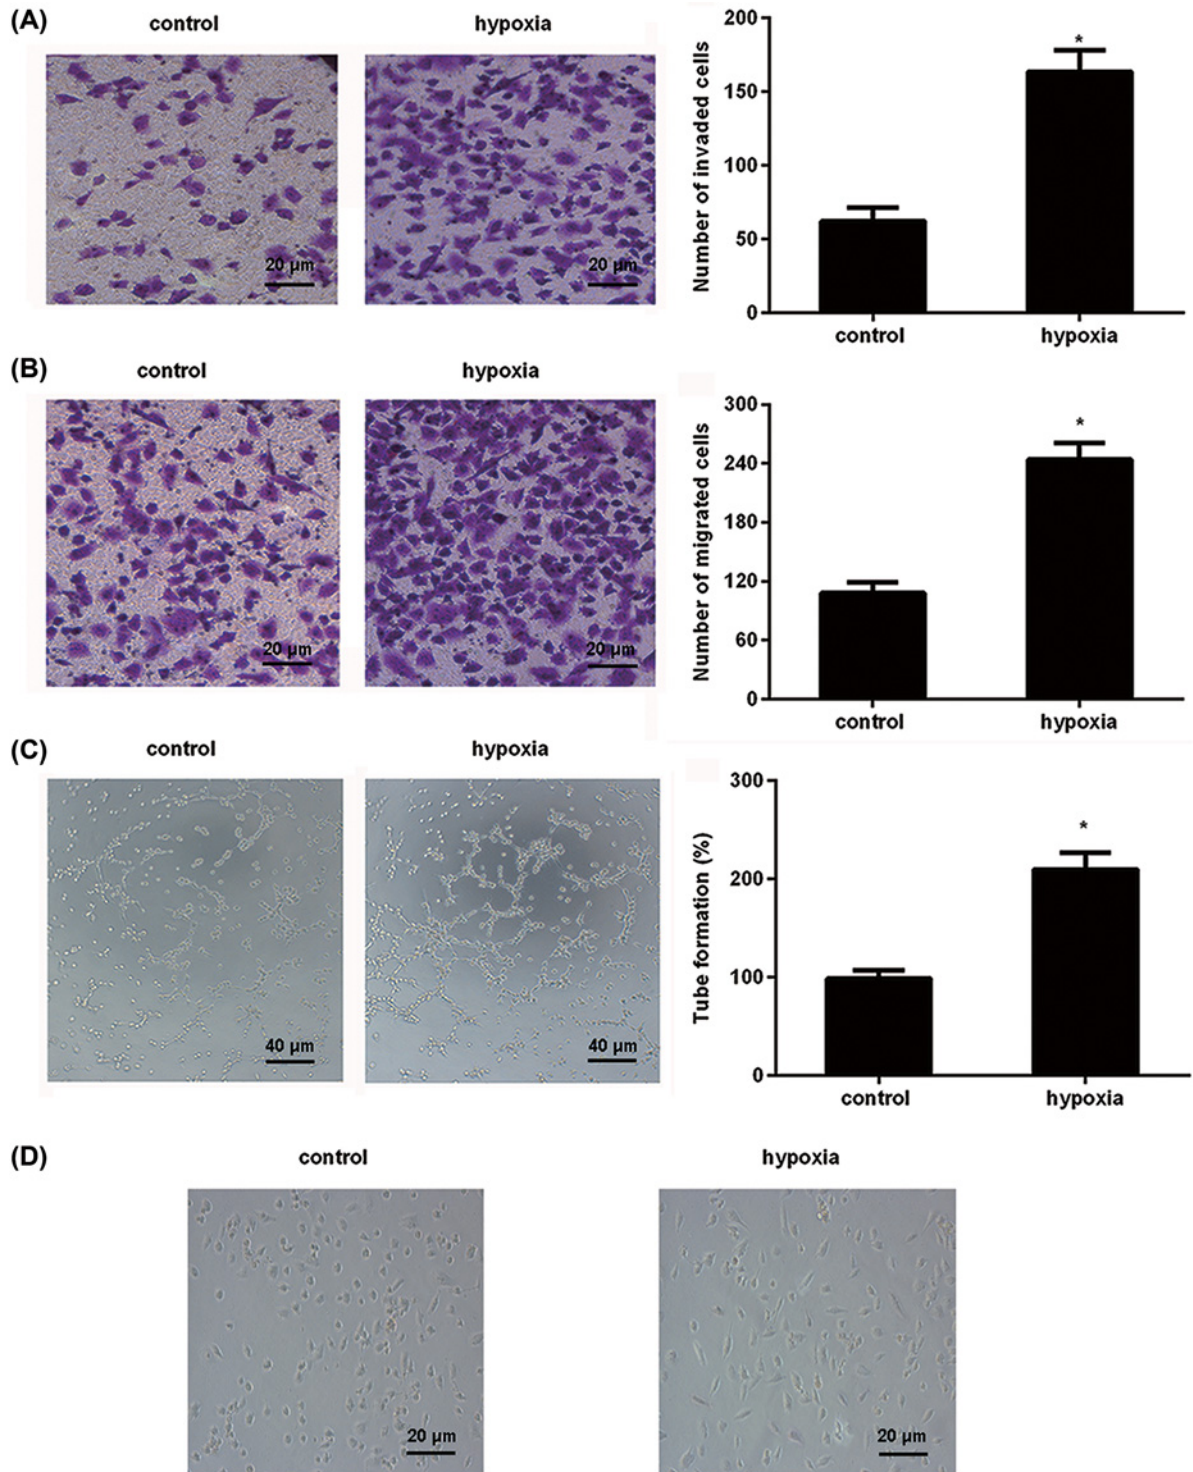 (A)
control
hypoxia
20 µm
20 µm
Number of invaded cells
200
150
100
50
0
*
control
hypoxia
(B)
control
hypoxia
20 µm
20 µm
Number of migrated cells
300
240
180
120
60
0
*
control
hypoxia
(C)
control
hypoxia
40 µm
40 µm
Tube formation (%)
300
200
100
0
*
control
hypoxia
(D)
control
hypoxia
20 µm
20 µm